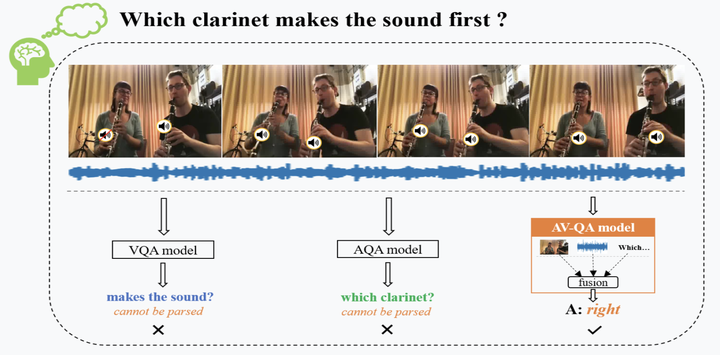 Which clarinet makes the sound first ?
VQA model
AQA model
AV-QA model
Which...
fusion
makes the sound?
cannot be parsed
which clarinet?
cannot be parsed
A: right